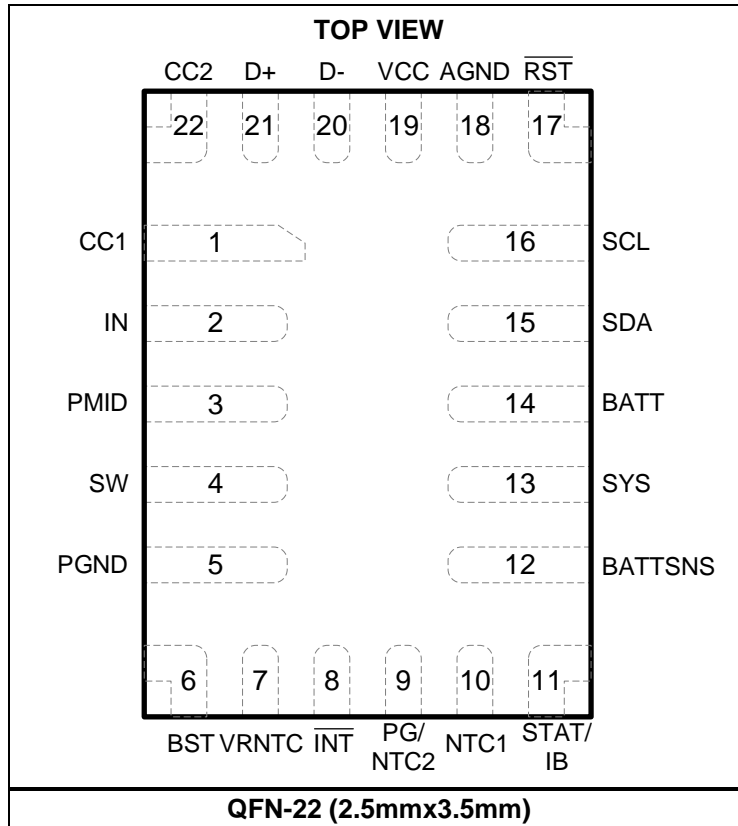 TOP VIEW
CC2 D+ D- VCC AGND R̅S̅T̅
22 21 20 19 18 17
CC1 1 16 SCL
IN 2 15 SDA
PMID 3 14 BATT
SW 4 13 SYS
PGND 5 12 BATTSNS
6 7 8 9 10 11
BST VRNTC I̅N̅T̅ PG/ NTC1 STAT/
NTC2 IB
QFN-22 (2.5mmx3.5mm)